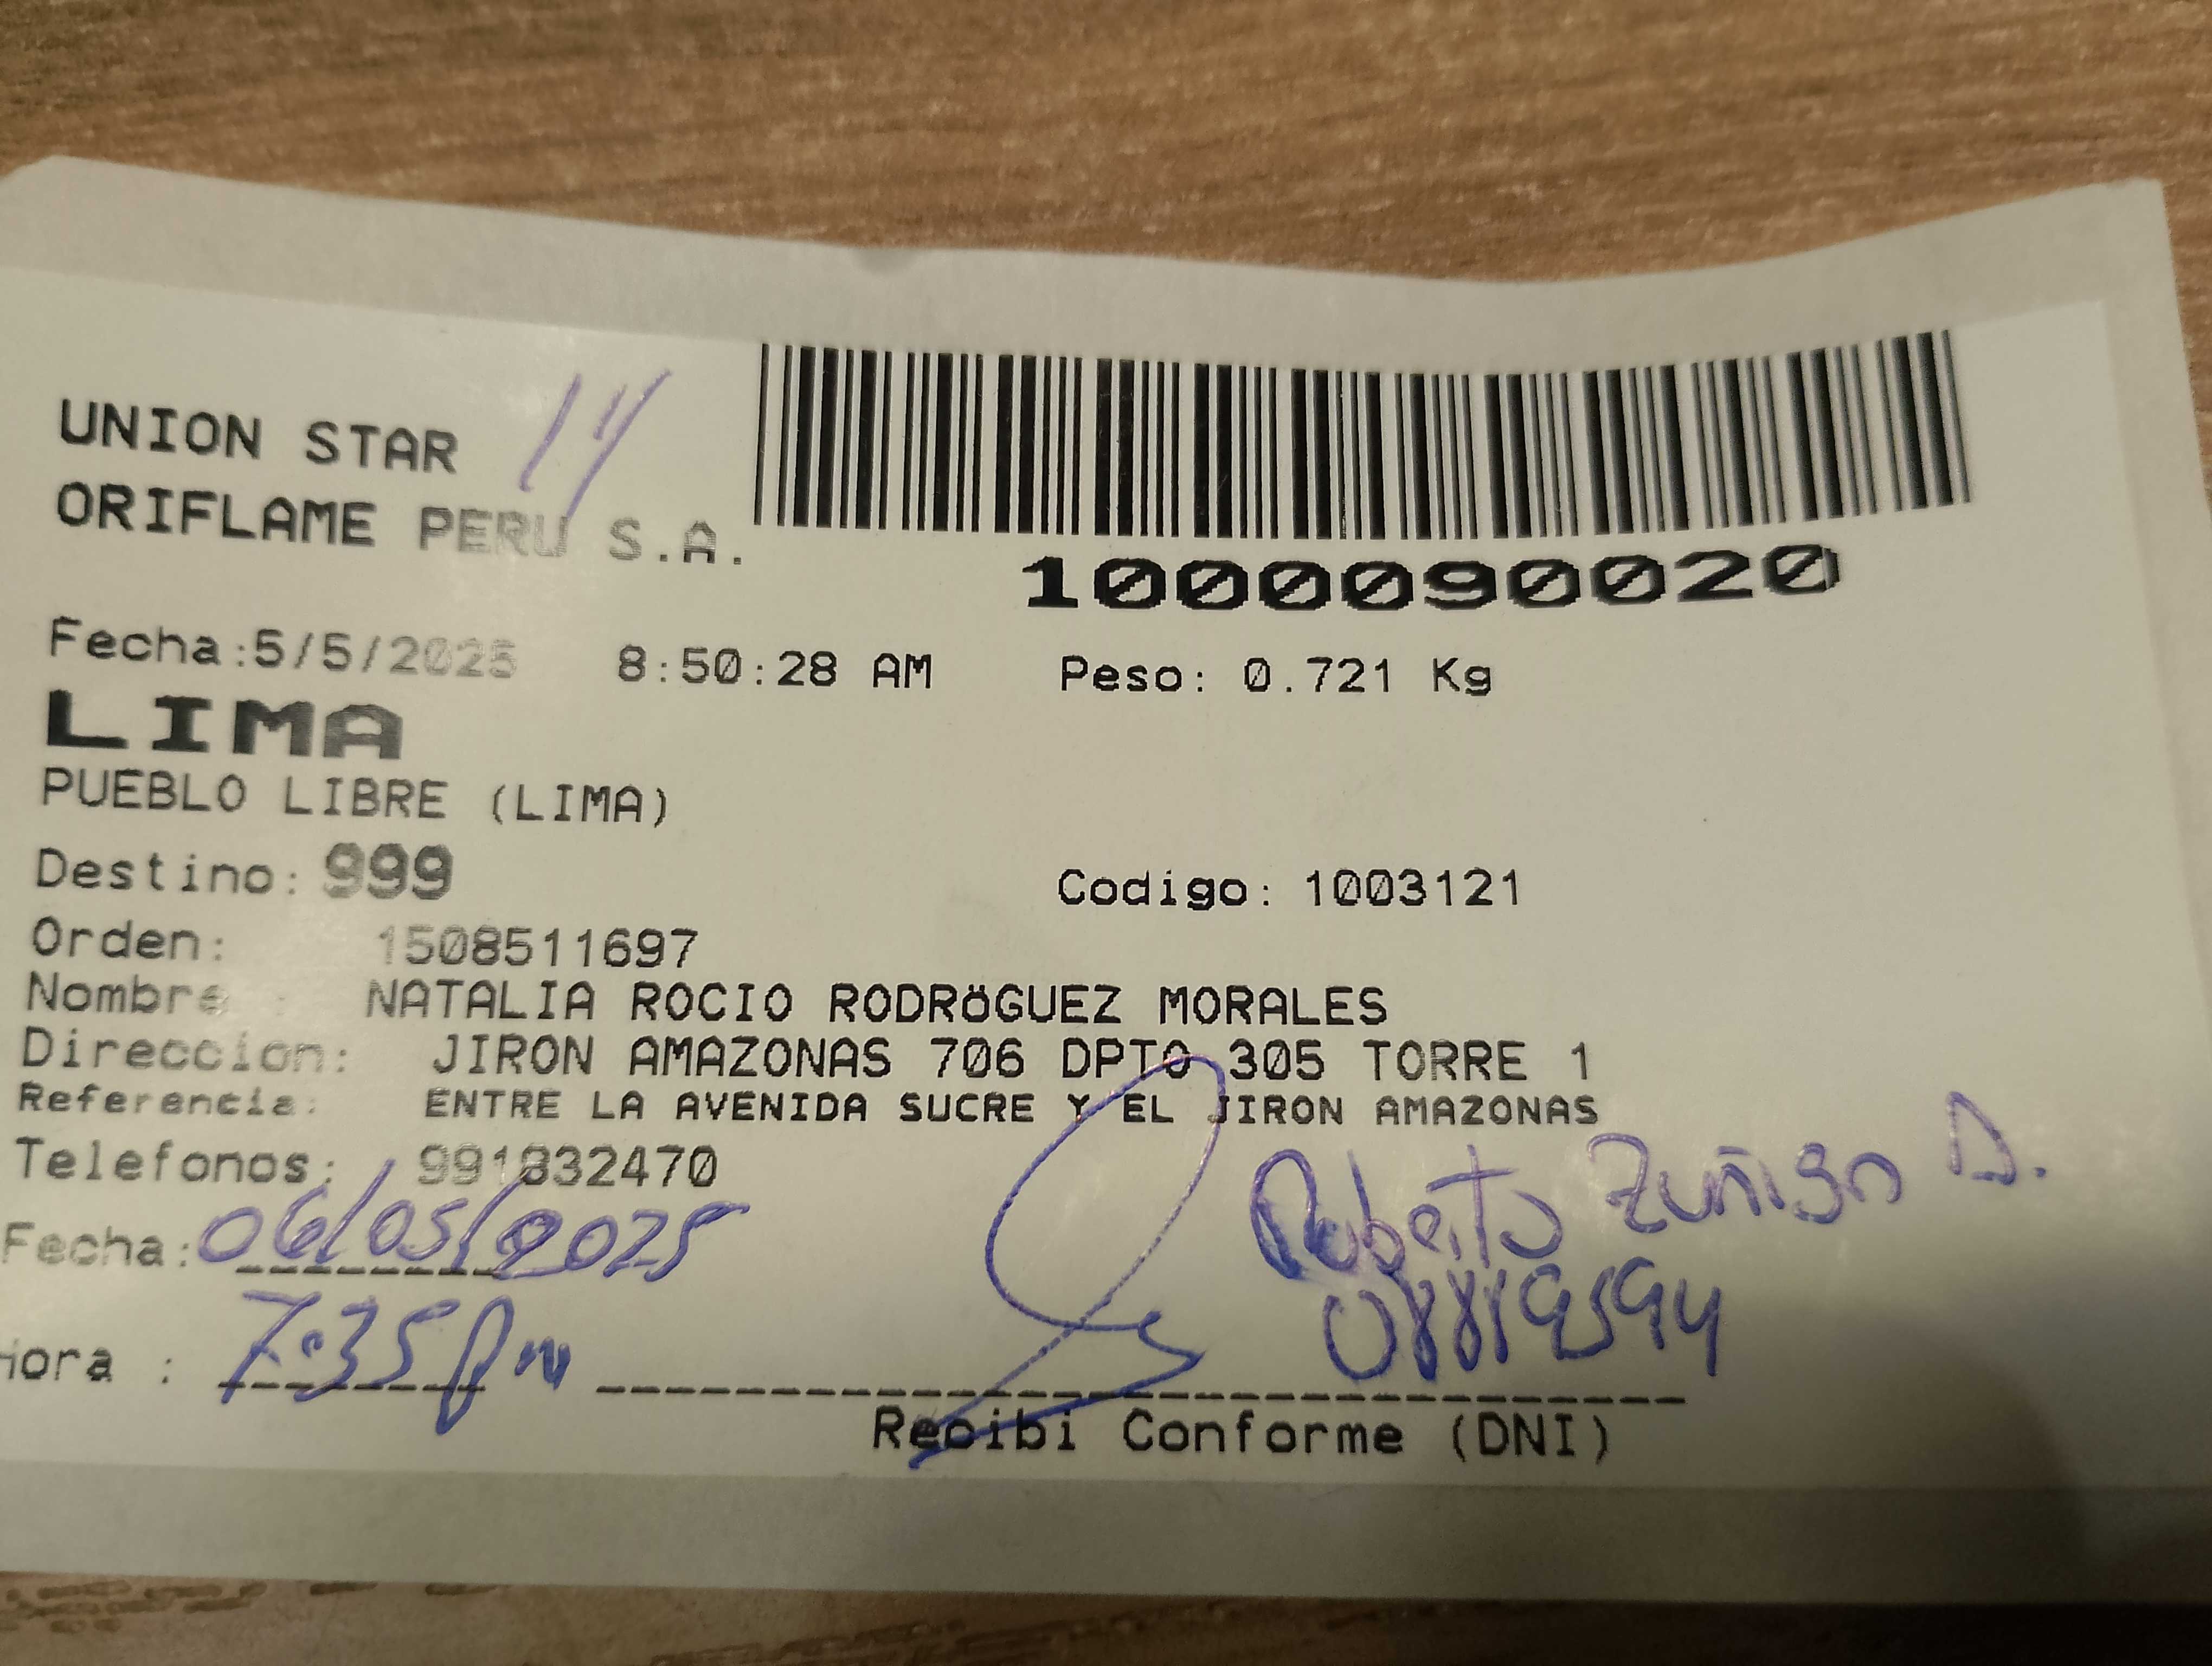 UNION STAR 14
ORIFLAME PERU S.A.
1000090020
Fecha:5/5/2025 8:50:28 AM Peso: 0.721 Kg
LIMA
PUEBLO LIBRE (LIMA)
Destino: 999 Codigo: 1003121
Orden: 1508511697
Nombre : NATALIA ROCIO RODRÖGUEZ MORALES
Direccion: JIRON AMAZONAS 706 DPTO 305 TORRE 1
Referencia: ENTRE LA AVENIDA SUCRE Y EL JIRON AMAZONAS
Telefonos: 991832470
Roberto Zuñiga D.
Fecha: 06/05/2025
08819594
Hora : 7:35 pm
Recibi Conforme (DNI)